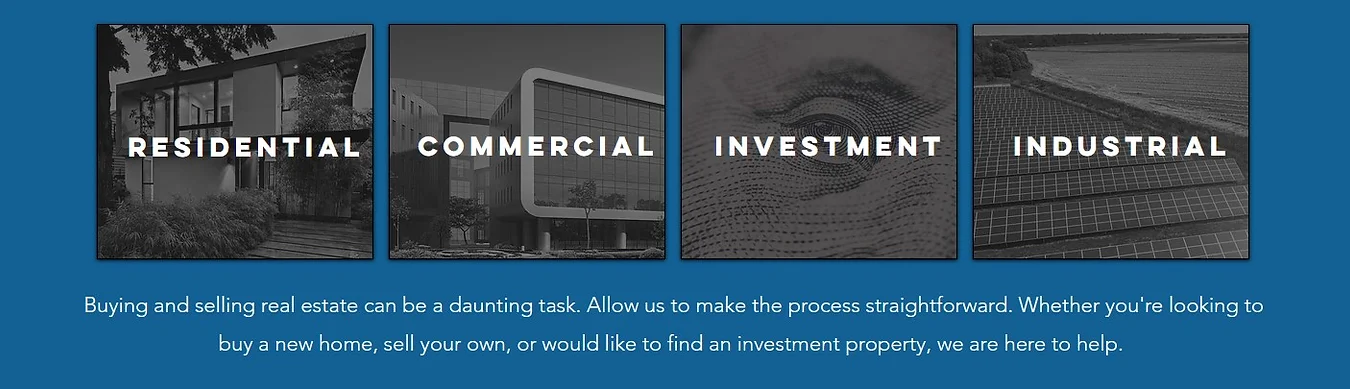 RESIDENTIAL
COMMERCIAL
INVESTMENT
INDUSTRIAL
Buying and selling real estate can be a daunting task. Allow us to make the process straightforward. Whether you're looking to
buy a new home, sell your own, or would like to find an investment property, we are here to help.